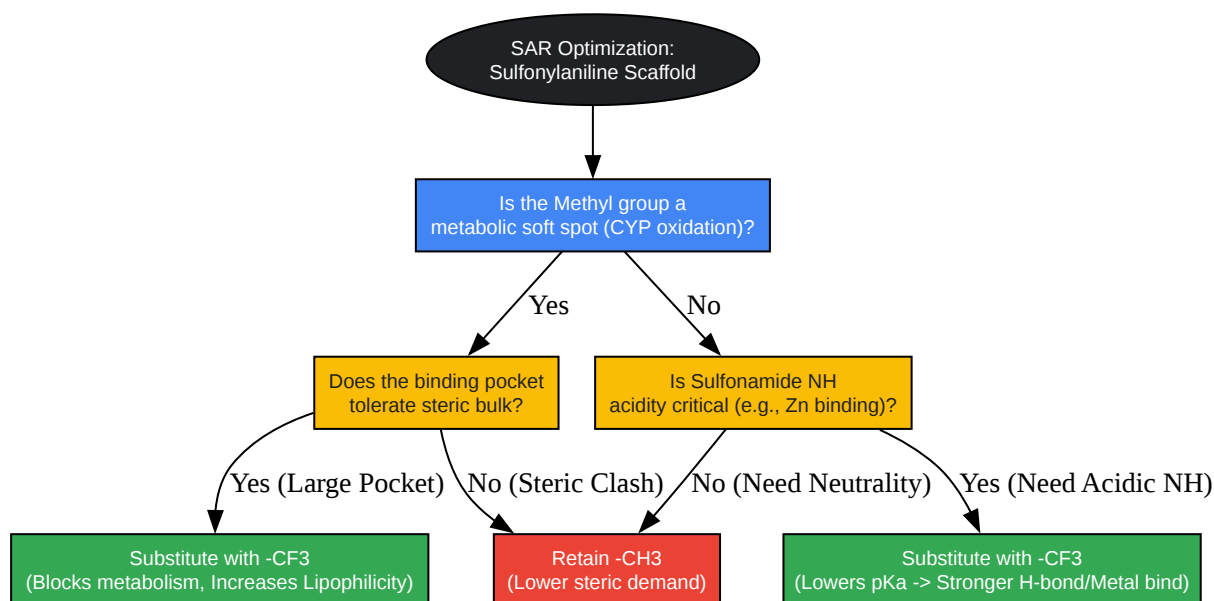 SAR Optimization:
Sulfonylaniline Scaffold
Is the Methyl group a
metabolic soft spot (CYP oxidation)?
Yes
No
Does the binding pocket
tolerate steric bulk?
Is Sulfonamide NH
acidity critical (e.g., Zn binding)?
Yes (Large Pocket)
No (Steric Clash)
No (Need Neutrality)
Yes (Need Acidic NH)
Substitute with -CF3
(Blocks metabolism, Increases Lipophilicity)
Retain -CH3
(Lower steric demand)
Substitute with -CF3
(Lowers pKa -> Stronger H-bond/Metal bind)